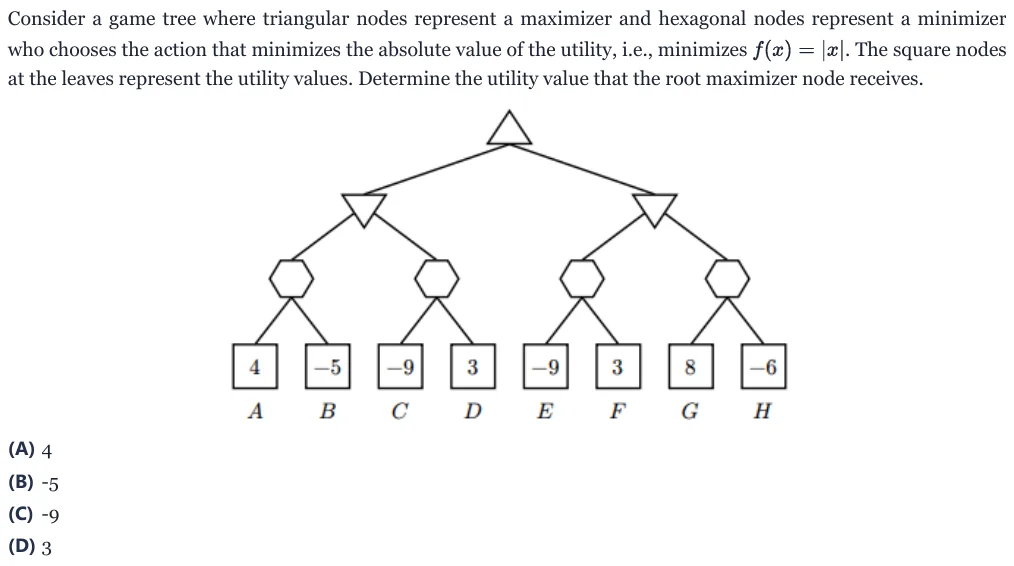 Consider a game tree where triangular nodes represent a maximizer and hexagonal nodes represent a minimizer
who chooses the action that minimizes the absolute value of the utility, i.e., minimizes f(x) = |x|. The square nodes
at the leaves represent the utility values. Determine the utility value that the root maximizer node receives.
4 −5 −9 3 −9 3 8 −6
A B C D E F G H
(A) 4
(B) -5
(C) -9
(D) 3